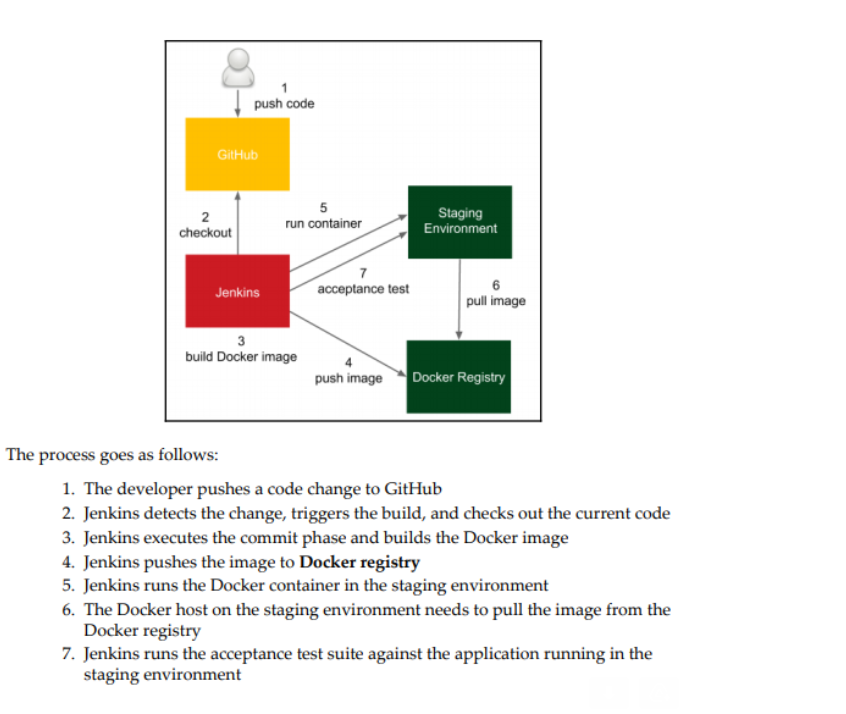 1
push code
GitHub
2
checkout
5
run container
Staging
Environment
Jenkins
7
acceptance test
6
pull image
3
build Docker image
4
push image
Docker Registry
The process goes as follows:
1. The developer pushes a code change to GitHub
2. Jenkins detects the change, triggers the build, and checks out the current code
3. Jenkins executes the commit phase and builds the Docker image
4. Jenkins pushes the image to Docker registry
5. Jenkins runs the Docker container in the staging environment
6. The Docker host on the staging environment needs to pull the image from the
Docker registry
7. Jenkins runs the acceptance test suite against the application running in the
staging environment